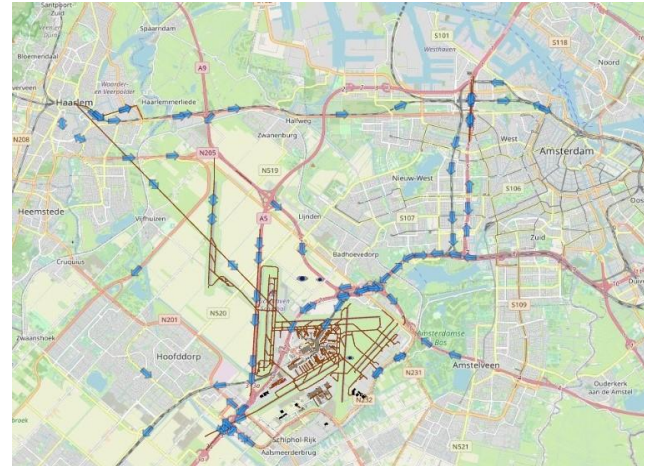 Santpoort-
Zuid
Spaarndam
Bloemendaal
A9
S101
Westhaven
S118
Noord
Haarlem
Haarlemmerliede
Halfweg
Zwanenburg
West
Amsterdam
N208
N205
N519
Nieuw-West
S106
Heemstede
Vijfhuizen
A5
Lijnden
S107
Badhoevedorp
Zuid
Cruquius
N201
N520
S109
Zwaanshoek
Hoofddorp
Amsterdamse
Bos
N231
Amstelveen
Ouderkerk
aan de Amstel
N232
Schiphol-Rijk
Aalsmeerderbrug
N521